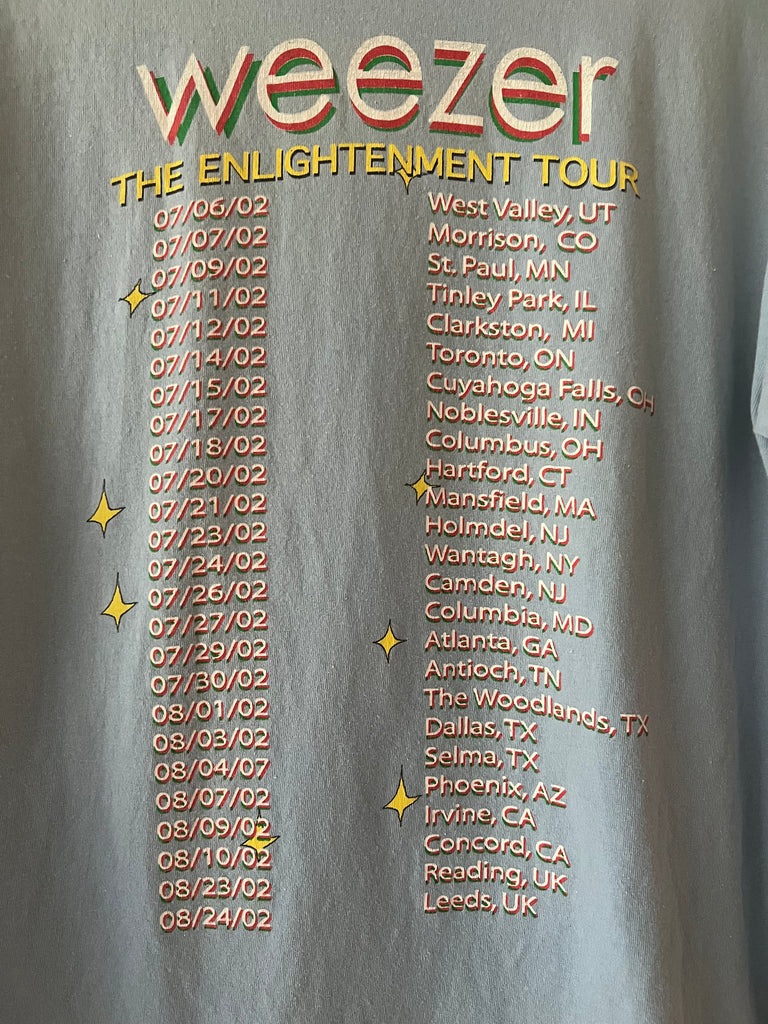 weezer
THE ENLIGHTENMENT TOUR
07/06/02 West Valley, UT
07/07/02 Morrison, CO
07/09/02 St. Paul, MN
07/11/02 Tinley Park, IL
07/12/02 Clarkston, MI
07/14/02 Toronto, ON
07/15/02 Cuyahoga Falls, OH
07/17/02 Noblesville, IN
07/18/02 Columbus, OH
07/20/02 Hartford, CT
07/21/02 Mansfield, MA
07/23/02 Holmdel, NJ
07/24/02 Wantagh, NY
07/26/02 Camden, NJ
07/27/02 Columbia, MD
07/29/02 Atlanta, GA
07/30/02 Antioch, TN
08/01/02 The Woodlands, TX
08/03/02 Dallas, TX
08/04/07 Selma, TX
08/07/02 Phoenix, AZ
08/09/02 Irvine, CA
08/10/02 Concord, CA
08/23/02 Reading, UK
08/24/02 Leeds, UK